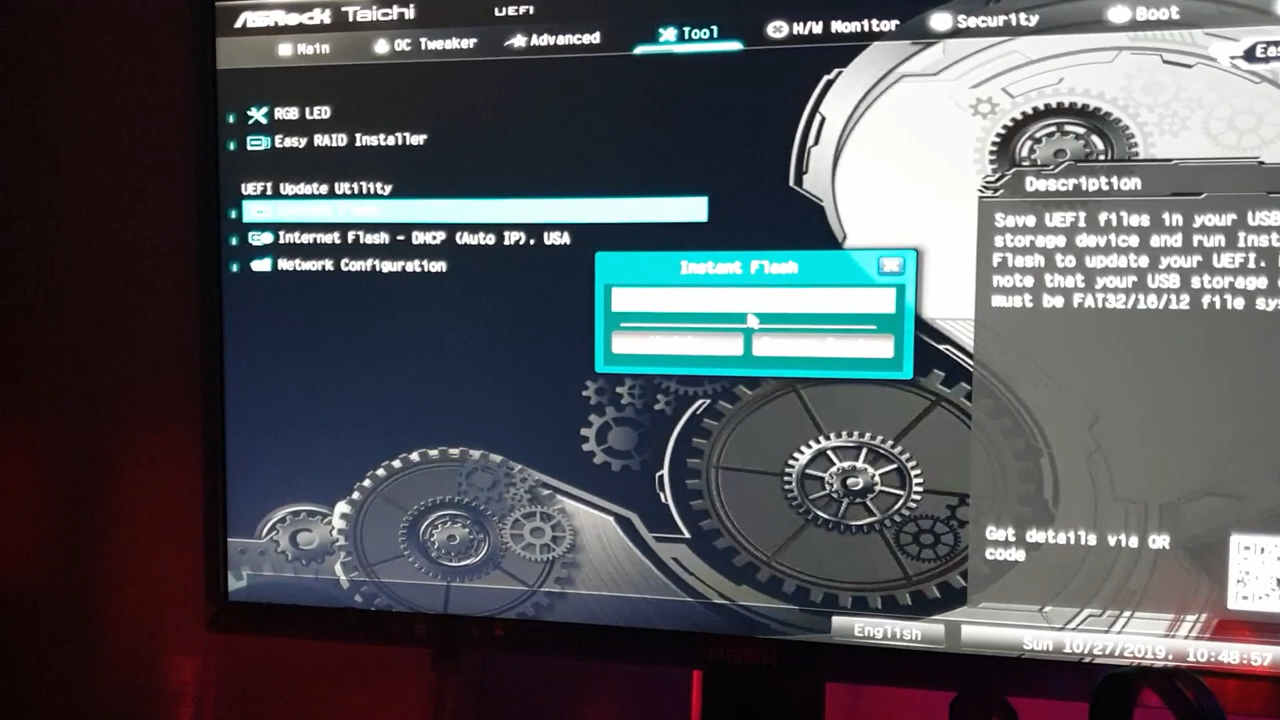 ASRock Taichi UEFI
Main OC Tweaker Advanced Tool H/W Monitor Security Boot
RGB LED
Easy RAID Installer
UEFI Update Utility
Internet Flash - DHCP (Auto IP), USA
Network Configuration
Instant Flash
Description
Save UEFI files in your USB
storage device and run Inst
Flash to update your UEFI.
note that your USB storage
must be FAT32/16/12 file sy
Get details via QR
code
English
Sun 10/27/2019, 10:48:57